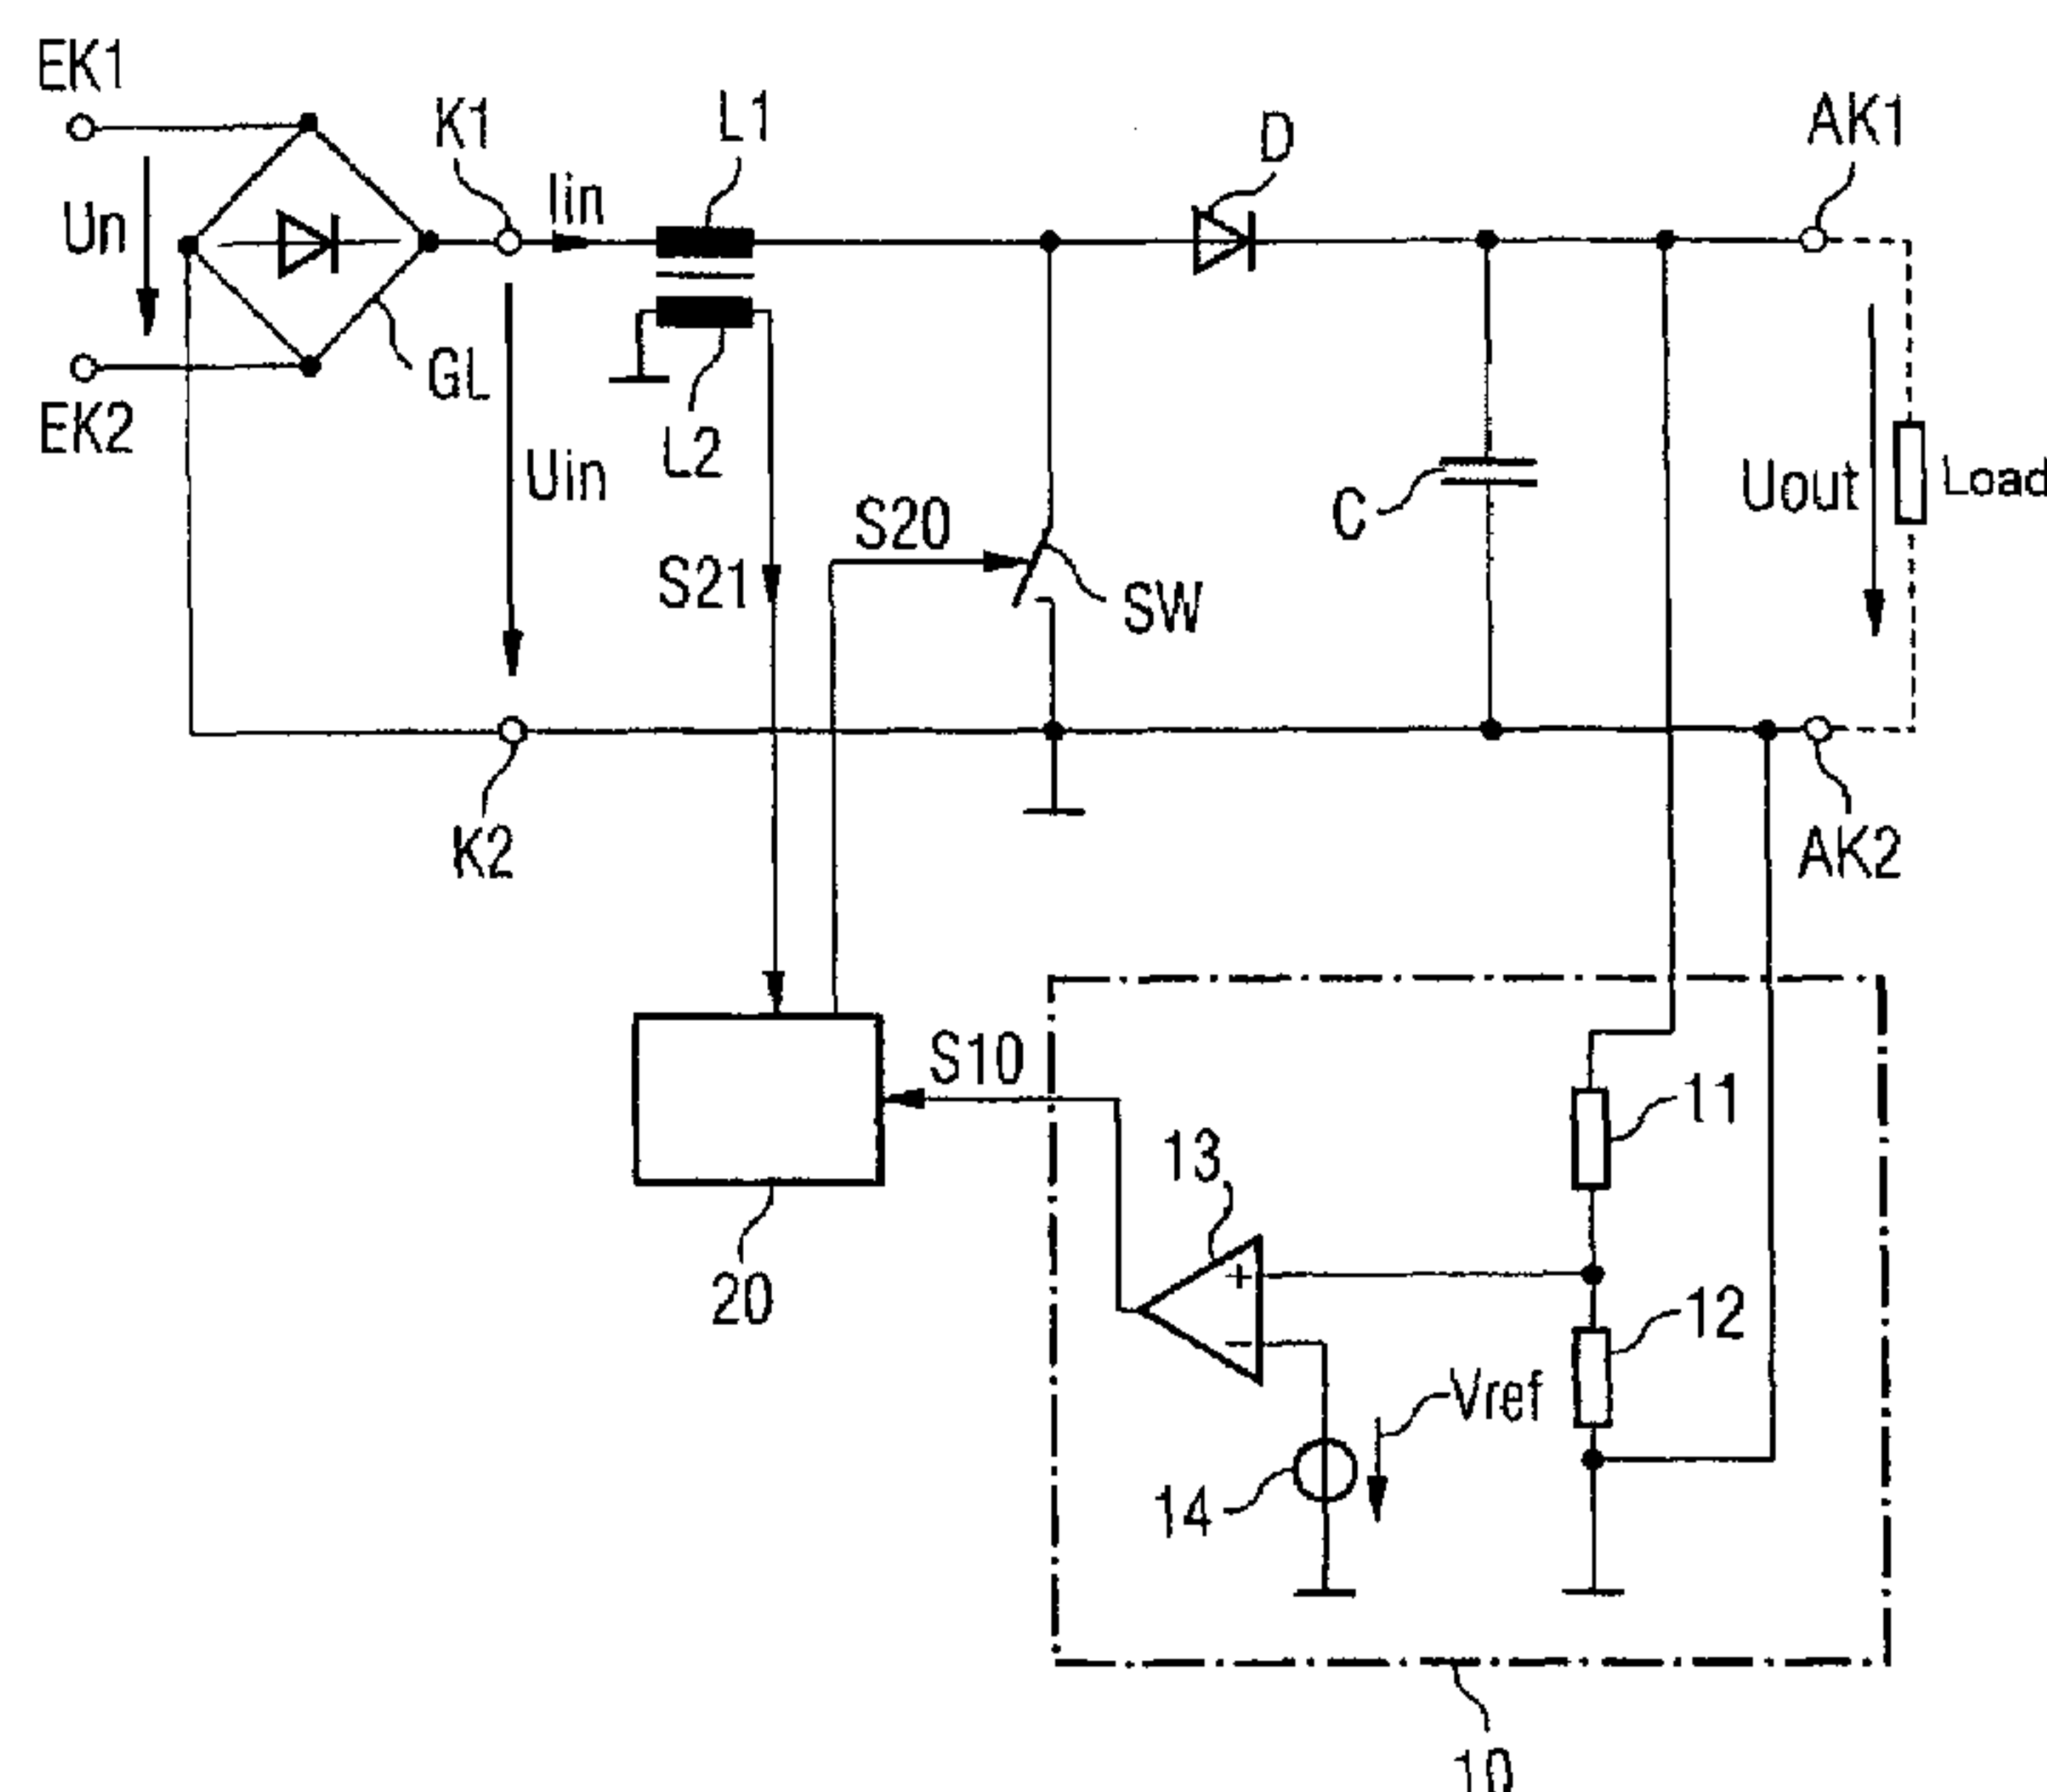 EK1
K1
L1
D
AK1
Iin
Un
GL
EK2
L2
Uin
Uout
Load
C
S20
S21
SW
K2
AK2
S10
11
13
+
12
−
Vref
14
20
10